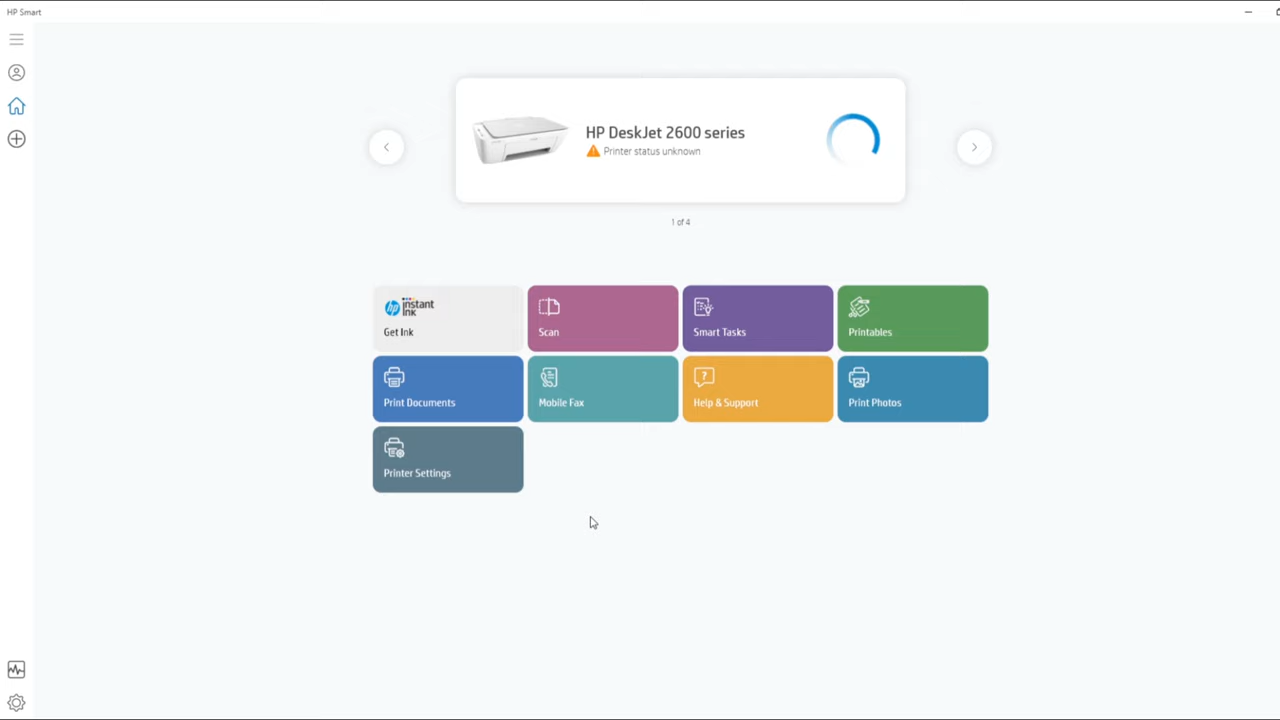 HP Smart
HP DeskJet 2600 series
Printer status unknown
1 of 4
hp instant ink
Get Ink
Scan
Smart Tasks
Printables
Print Documents
Mobile Fax
Help & Support
Print Photos
Printer Settings